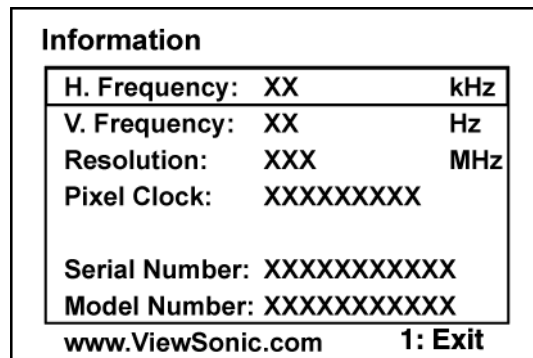 Information
H. Frequency: XX kHz
V. Frequency: XX Hz
Resolution: XXX MHz
Pixel Clock: XXXXXXXXX
Serial Number: XXXXXXXXXXX
Model Number: XXXXXXXXXXX
www.ViewSonic.com 1: Exit